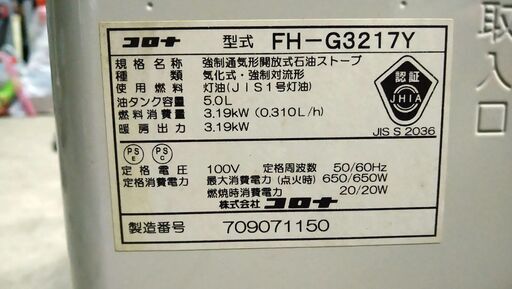 コロナ 型式 FH-G3217Y
規格名称 強制通気形開放式石油ストーブ
種類 気化式・強制対流形
使用燃料 灯油(JIS1号灯油)
油タンク容量 5.0L
燃料消費量 3.19kW (0.310L/h)
暖房出力 3.19kW
認証
JHIA
JIS S 2036
PS E PS C
定格電圧 100V 定格周波数 50/60Hz
最大消費電力 (点火時) 650/650W
燃焼時消費電力 20/20W
株式会社 コロナ
製造番号 709071150
取入口